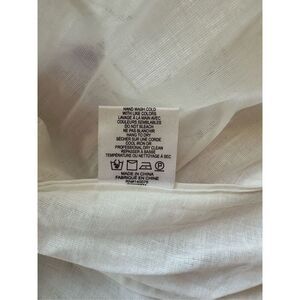 HAND WASH COLD
WITH LIKE COLORS
LAVAGE À LA MAIN AVEC
COULEURS SEMBLABLES
DO NOT BLEACH
NE PAS BLANCHIR
HANG TO DRY
SÉCHER SUR UNE CORDE
COOL IRON OR
PROFESSIONAL DRY CLEAN
REPASSER À BASSE
TEMPÉRATURE OU NETTOYAGE À SEC
MADE IN CHINA
FABRIQUÉ EN CHINE